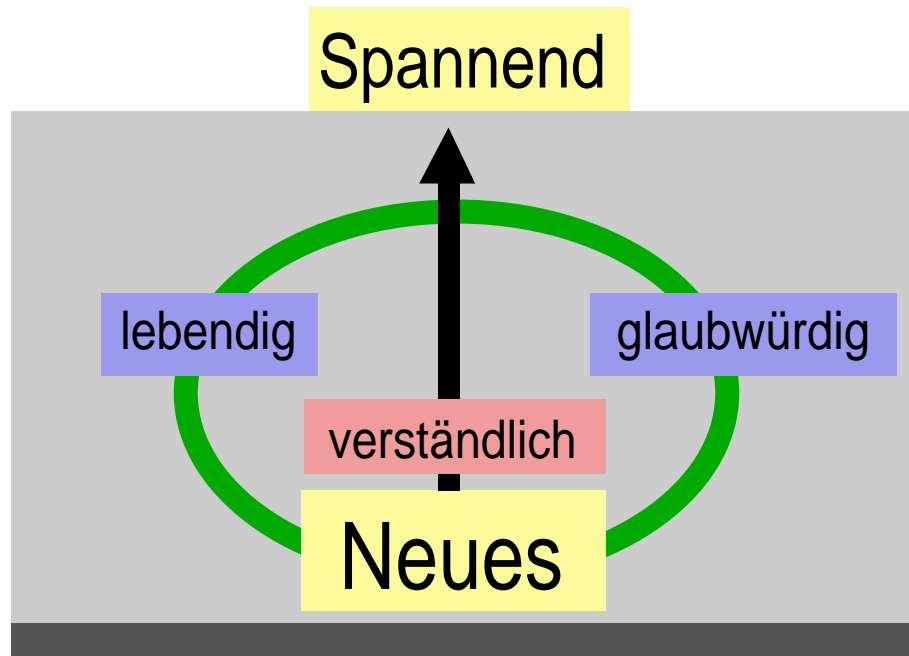 Spannend
lebendig
glaubwürdig
verständlich
Neues